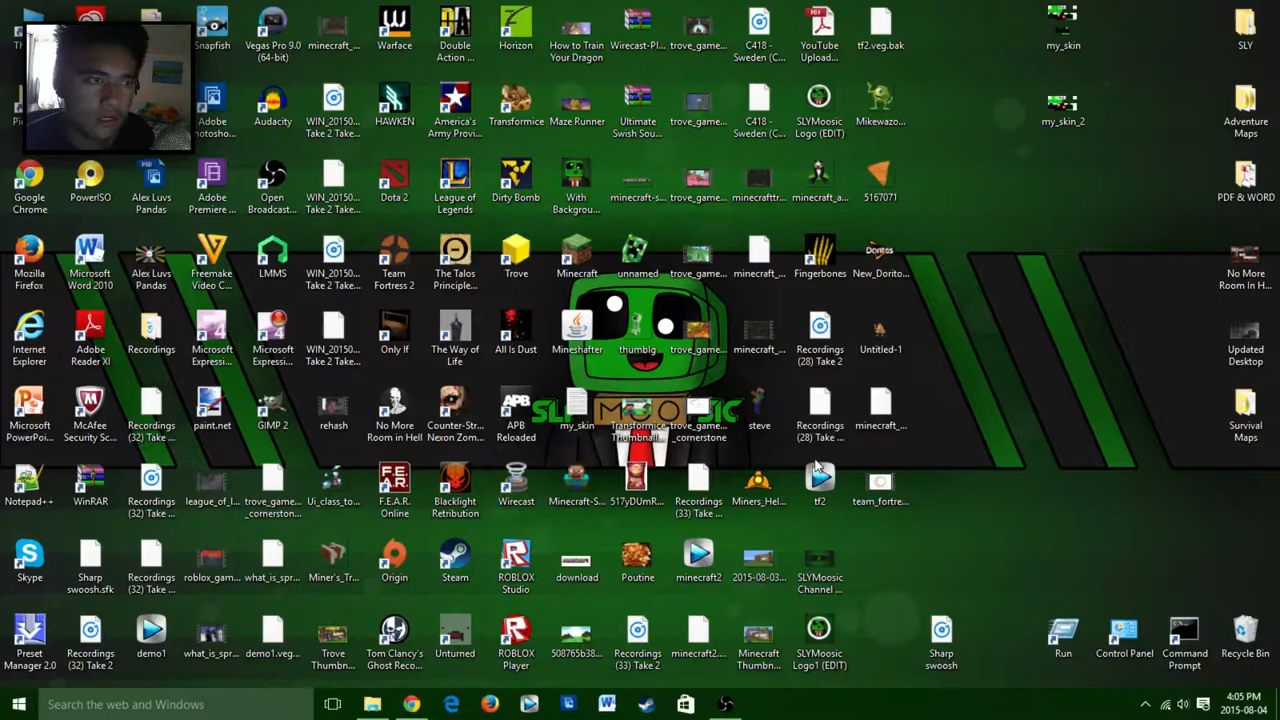 Snapfish
Vegas Pro 9.0
(64-bit)
minecraft_...
Warface
Double
Action ...
Horizon
How to Train
Your Dragon
Wirecast-Pl...
trove_game...
C418 -
Sweden (C...
YouTube
Upload...
tf2.veg.bak
my_skin
SLY
Adobe
Audacity
WIN_20150...
Take 2 Take...
HAWKEN
America's
Army Provi...
Transformice
Maze Runner
Ultimate
Swish Sou...
trove_game...
C418 -
Sweden (C...
SLYMoosic
Logo (EDIT)
Mikewazo...
my_skin_2
Adventure
Maps
Google
Chrome
PowerISO
Alex Luvs
Pandas
Adobe
Premiere ...
Open
Broadcast...
WIN_20150...
Take 2 Take...
Dota 2
League of
Legends
Dirty Bomb
With
Backgrou...
minecraft-s...
trove_game...
minecrafttr...
minecraft_a...
5167071
PDF & WORD
Mozilla
Firefox
Microsoft
Word 2010
Alex Luvs
Pandas
Freemake
Video C...
LMMS
WIN_20150...
Take 2 Take...
Team
Fortress 2
The Talos
Principle...
Trove
Minecraft
unnamed
trove_game...
minecraft_...
Fingerbones
New_Dorito...
No More
Room In H...
Internet
Explorer
Adobe
Reader XI
Recordings
Microsoft
Expressi...
Microsoft
Expressi...
WIN_20150...
Take 2 Take...
Only If
The Way of
Life
All Is Dust
Mineshafter
thumblg
trove_game...
minecraft_...
Recordings
(28) Take 2
Untitled-1
Updated
Desktop
Microsoft
PowerPoi...
McAfee
Security Sc...
Recordings
(32) Take ...
paint.net
GIMP 2
rehash
No More
Room in Hell
Counter-Str...
Nexon Zom...
APB
Reloaded
my_skin
Transformice
Thumbnail...
trove_game...
_cornerstone
steve
Recordings
(28) Take ...
minecraft_...
Survival
Maps
Notepad++
WinRAR
Recordings
(32) Take ...
league_of_l...
trove_game
_cornerston...
Ui_class_to...
F.E.A.R.
Online
Blacklight
Retribution
Wirecast
Minecraft-S...
517yDUmR...
Recordings
(33) Take ...
Miners_Hel...
tf2
team_fortre...
Skype
Sharp
swoosh.sfk
Recordings
(32) Take ...
roblox_gam...
what_is_spr...
Miner's_Tr...
Origin
Steam
ROBLOX
Studio
download
Poutine
minecraft2
2015-08-03...
SLYMoosic
Channel ...
Preset
Manager 2.0
Recordings
(32) Take 2
demo1
what_is_spr...
demo1.veg...
Trove
Thumbn...
Tom Clancy's
Ghost Reco...
Unturned
ROBLOX
Player
508765b38...
Recordings
(33) Take 2
minecraft2....
Minecraft
Thumbn...
SLYMoosic
Logo1 (EDIT)
Sharp
swoosh
Run
Control Panel
Command
Prompt
Recycle Bin
Search the web and Windows
4:05 PM
2015-08-04